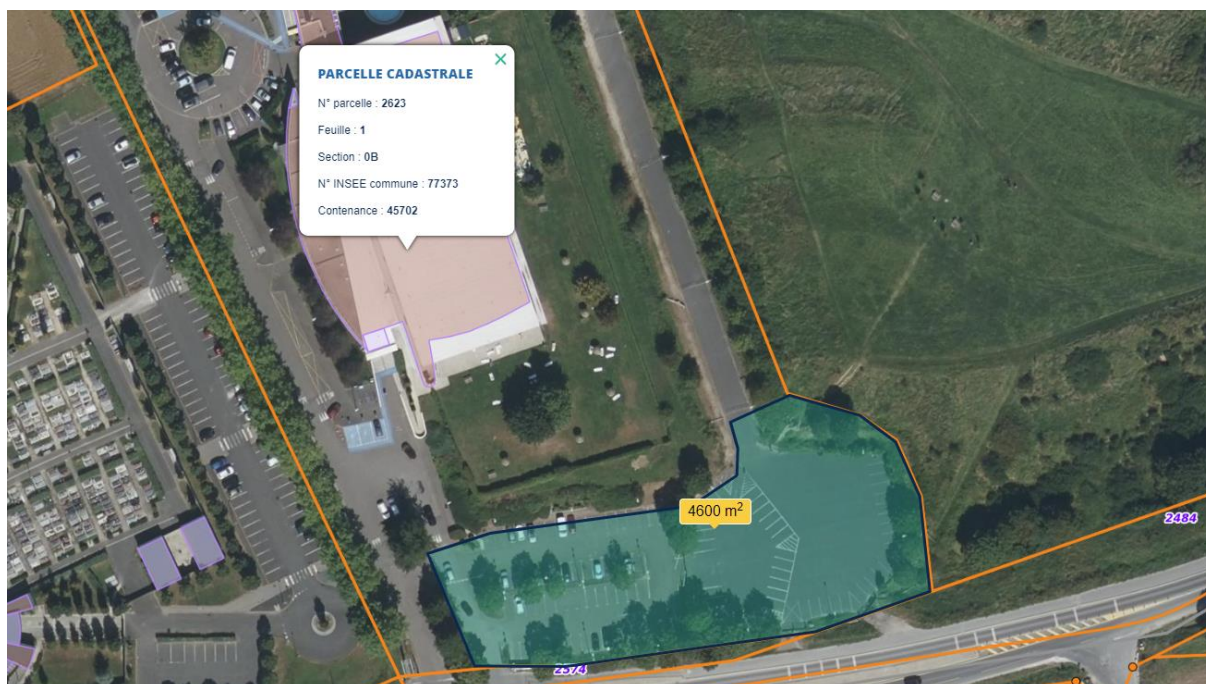 PARCELLE CADASTRALE
N° parcelle : 2623
Feuille : 1
Section : 0B
N° INSEE commune : 77373
Contenance : 45702
4600 m²
2484
2574